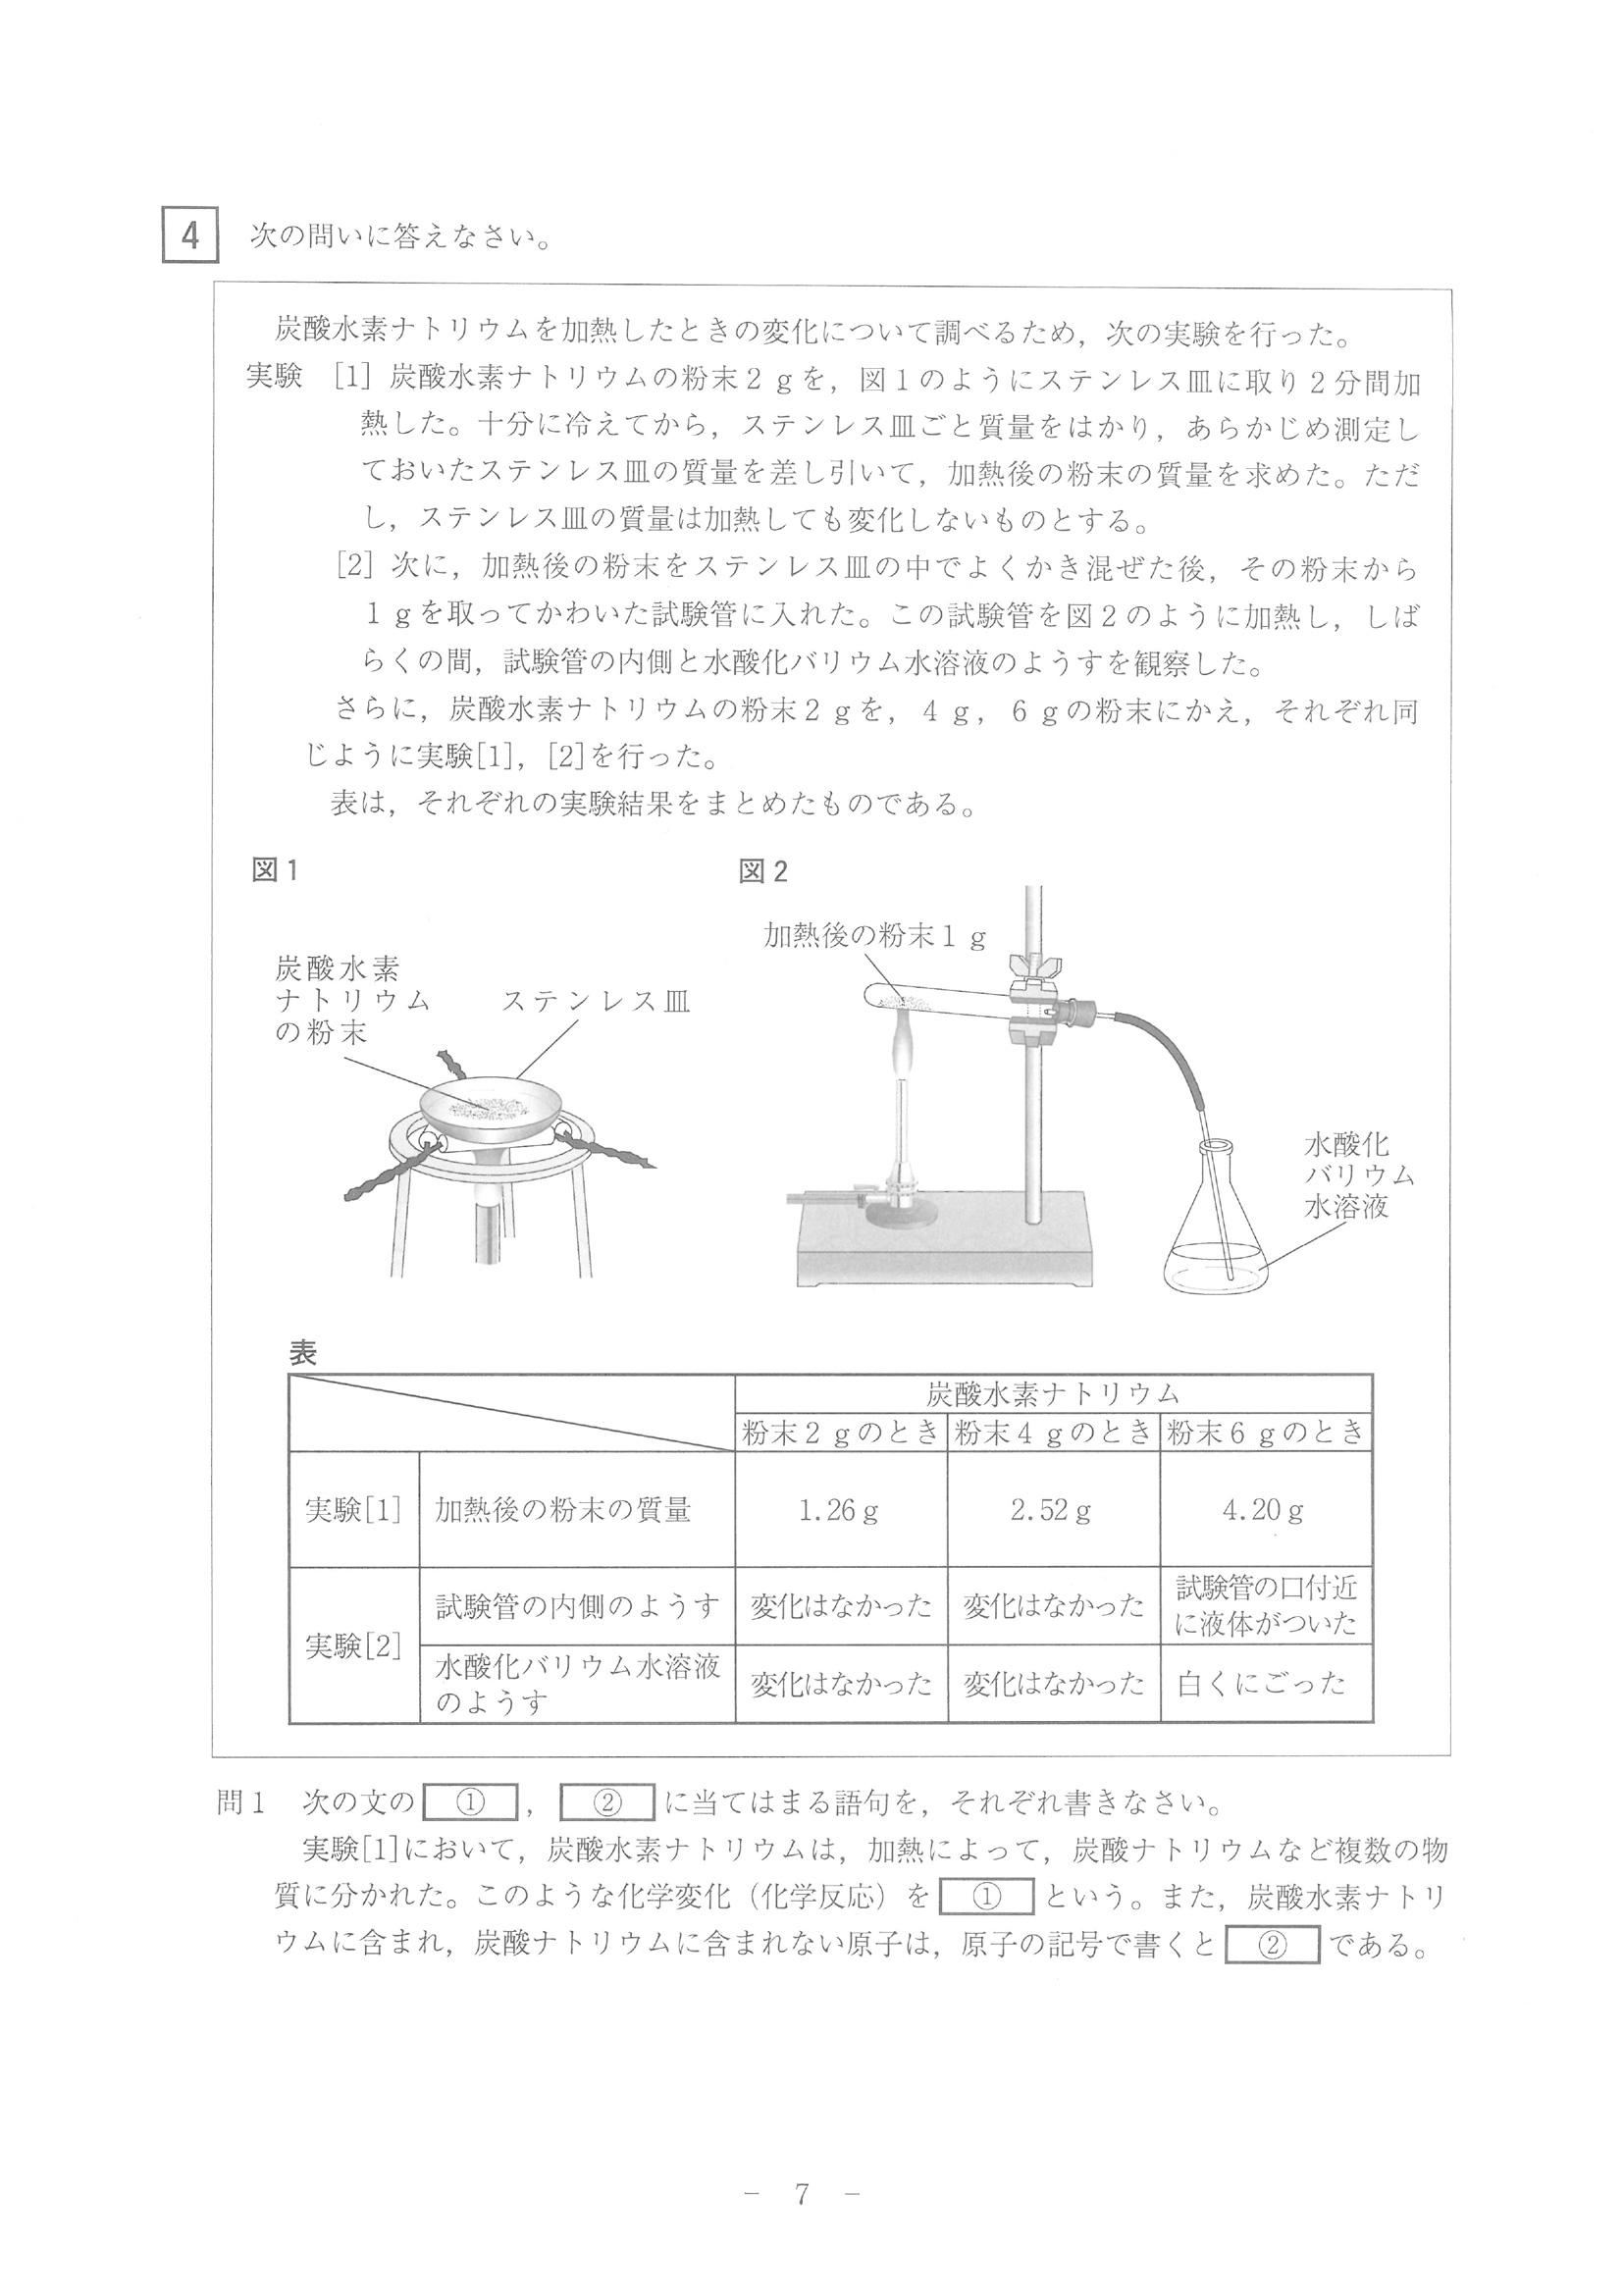 4 次の問いに答えなさい。
炭酸水素ナトリウムを加熱したときの変化について調べるため，次の実験を行った。
実験 [1] 炭酸水素ナトリウムの粉末2gを，図1のようにステンレス皿に取り2分間加
熱した。十分に冷えてから，ステンレス皿ごと質量をはかり，あらかじめ測定し
ておいたステンレス皿の質量を差し引いて，加熱後の粉末の質量を求めた。ただ
し，ステンレス皿の質量は加熱しても変化しないものとする。
[2] 次に，加熱後の粉末をステンレス皿の中でよくかき混ぜた後，その粉末から
1gを取ってかわいた試験管に入れた。この試験管を図2のように加熱し，しば
らくの間，試験管の内側と水酸化バリウム水溶液のようすを観察した。
さらに，炭酸水素ナトリウムの粉末2gを，4g，6gの粉末にかえ，それぞれ同
じように実験[1]，[2]を行った。
表は，それぞれの実験結果をまとめたものである。
図1
炭酸水素
ナトリウム
の粉末
ステンレス皿
図2
加熱後の粉末1g
水酸化
バリウム
水溶液
表
炭酸水素ナトリウム
粉末2gのとき 粉末4gのとき 粉末6gのとき
実験[1] 加熱後の粉末の質量 1.26g 2.52g 4.20g
実験[2] 試験管の内側のようす 変化はなかった 変化はなかった 試験管の口付近
に液体がついた
水酸化バリウム水溶液
のようす 変化はなかった 変化はなかった 白くにごった
問1 次の文の ① ， ② に当てはまる語句を，それぞれ書きなさい。
実験[1]において，炭酸水素ナトリウムは，加熱によって，炭酸ナトリウムなど複数の物
質に分かれた。このような化学変化（化学反応）を ① という。また，炭酸水素ナトリ
ウムに含まれ，炭酸ナトリウムに含まれない原子は，原子の記号で書くと ② である。
- 7 -